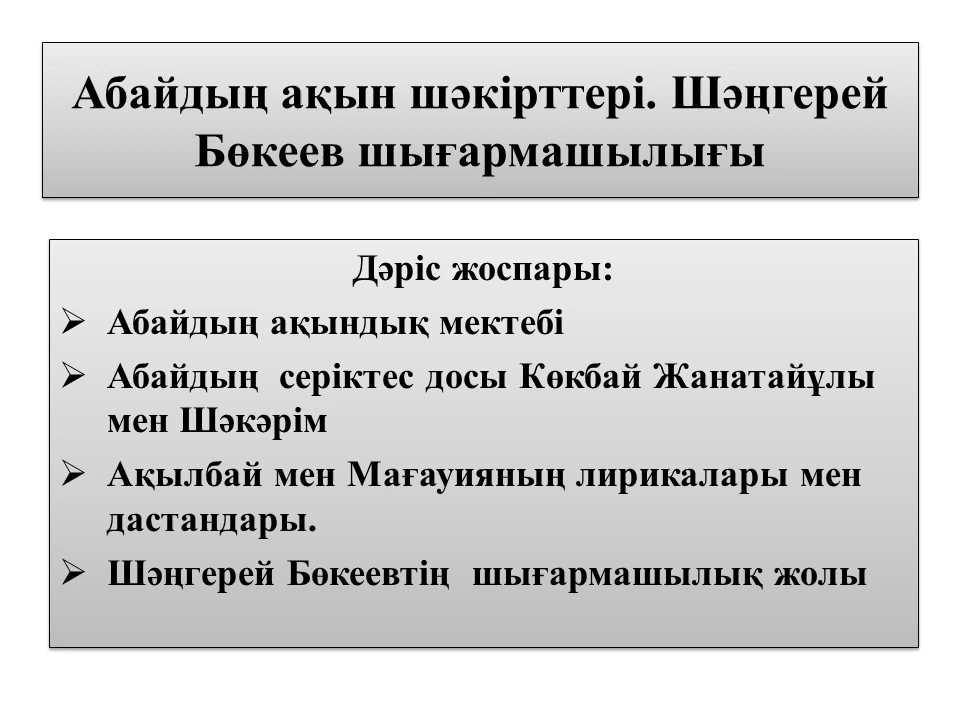 Абайдың ақын шәкірттері. Шәңгерей
Бөкеев шығармашылығы
Дәріс жоспары:
Абайдың ақындық мектебі
Абайдың серіктес досы Көкбай Жанатайұлы
мен Шәкәрім
Ақылбай мен Мағауияның лирикалары мен
дастандары.
Шәңгерей Бөкеевтің шығармашылық жолы